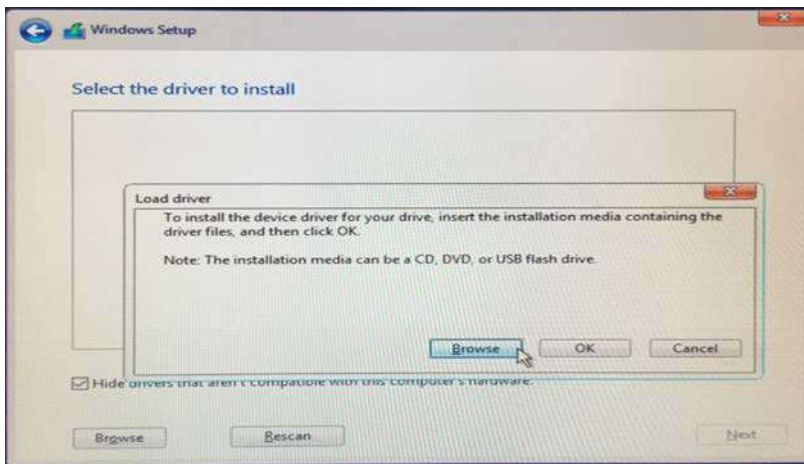 Windows Setup
Select the driver to install
Load driver
To install the device driver for your drive, insert the installation media containing the
driver files, and then click OK.
Note: The installation media can be a CD, DVD, or USB flash drive.
Browse
OK
Cancel
Hide drivers that aren't compatible with this computer's hardware.
Browse
Rescan
Next